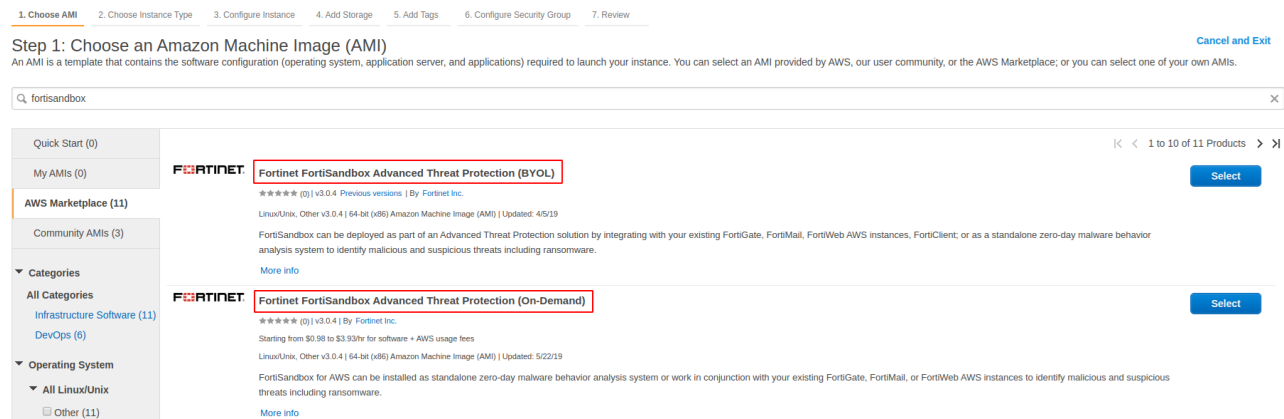 1. Choose AMI 2. Choose Instance Type 3. Configure Instance 4. Add Storage 5. Add Tags 6. Configure Security Group 7. Review
Step 1: Choose an Amazon Machine Image (AMI)
Cancel and Exit
An AMI is a template that contains the software configuration (operating system, application server, and applications) required to launch your instance. You can select an AMI provided by AWS, our user community, or the AWS Marketplace; or you can select one of your own AMIs.
fortisandbox
Quick Start (0)
My AMIs (0)
AWS Marketplace (11)
Community AMIs (3)
Categories
All Categories
Infrastructure Software (11)
DevOps (6)
Operating System
All Linux/Unix
Other (11)
1 to 10 of 11 Products
FORTINET
Fortinet FortiSandbox Advanced Threat Protection (BYOL)
Select
(0) | v3.0.4 Previous versions | By Fortinet Inc.
Linux/Unix, Other v3.0.4 | 64-bit (x86) Amazon Machine Image (AMI) | Updated: 4/5/19
FortiSandbox can be deployed as part of an Advanced Threat Protection solution by integrating with your existing FortiGate, FortiMail, FortiWeb AWS instances, FortiClient; or as a standalone zero-day malware behavior
analysis system to identify malicious and suspicious threats including ransomware.
More info
FORTINET
Fortinet FortiSandbox Advanced Threat Protection (On-Demand)
Select
(0) | v3.0.4 | By Fortinet Inc.
Starting from $0.98 to $3.93/hr for software + AWS usage fees
Linux/Unix, Other v3.0.4 | 64-bit (x86) Amazon Machine Image (AMI) | Updated: 5/22/19
FortiSandbox for AWS can be installed as standalone zero-day malware behavior analysis system or work in conjunction with your existing FortiGate, FortiMail, or FortiWeb AWS instances to identify malicious and suspicious
threats including ransomware.
More info